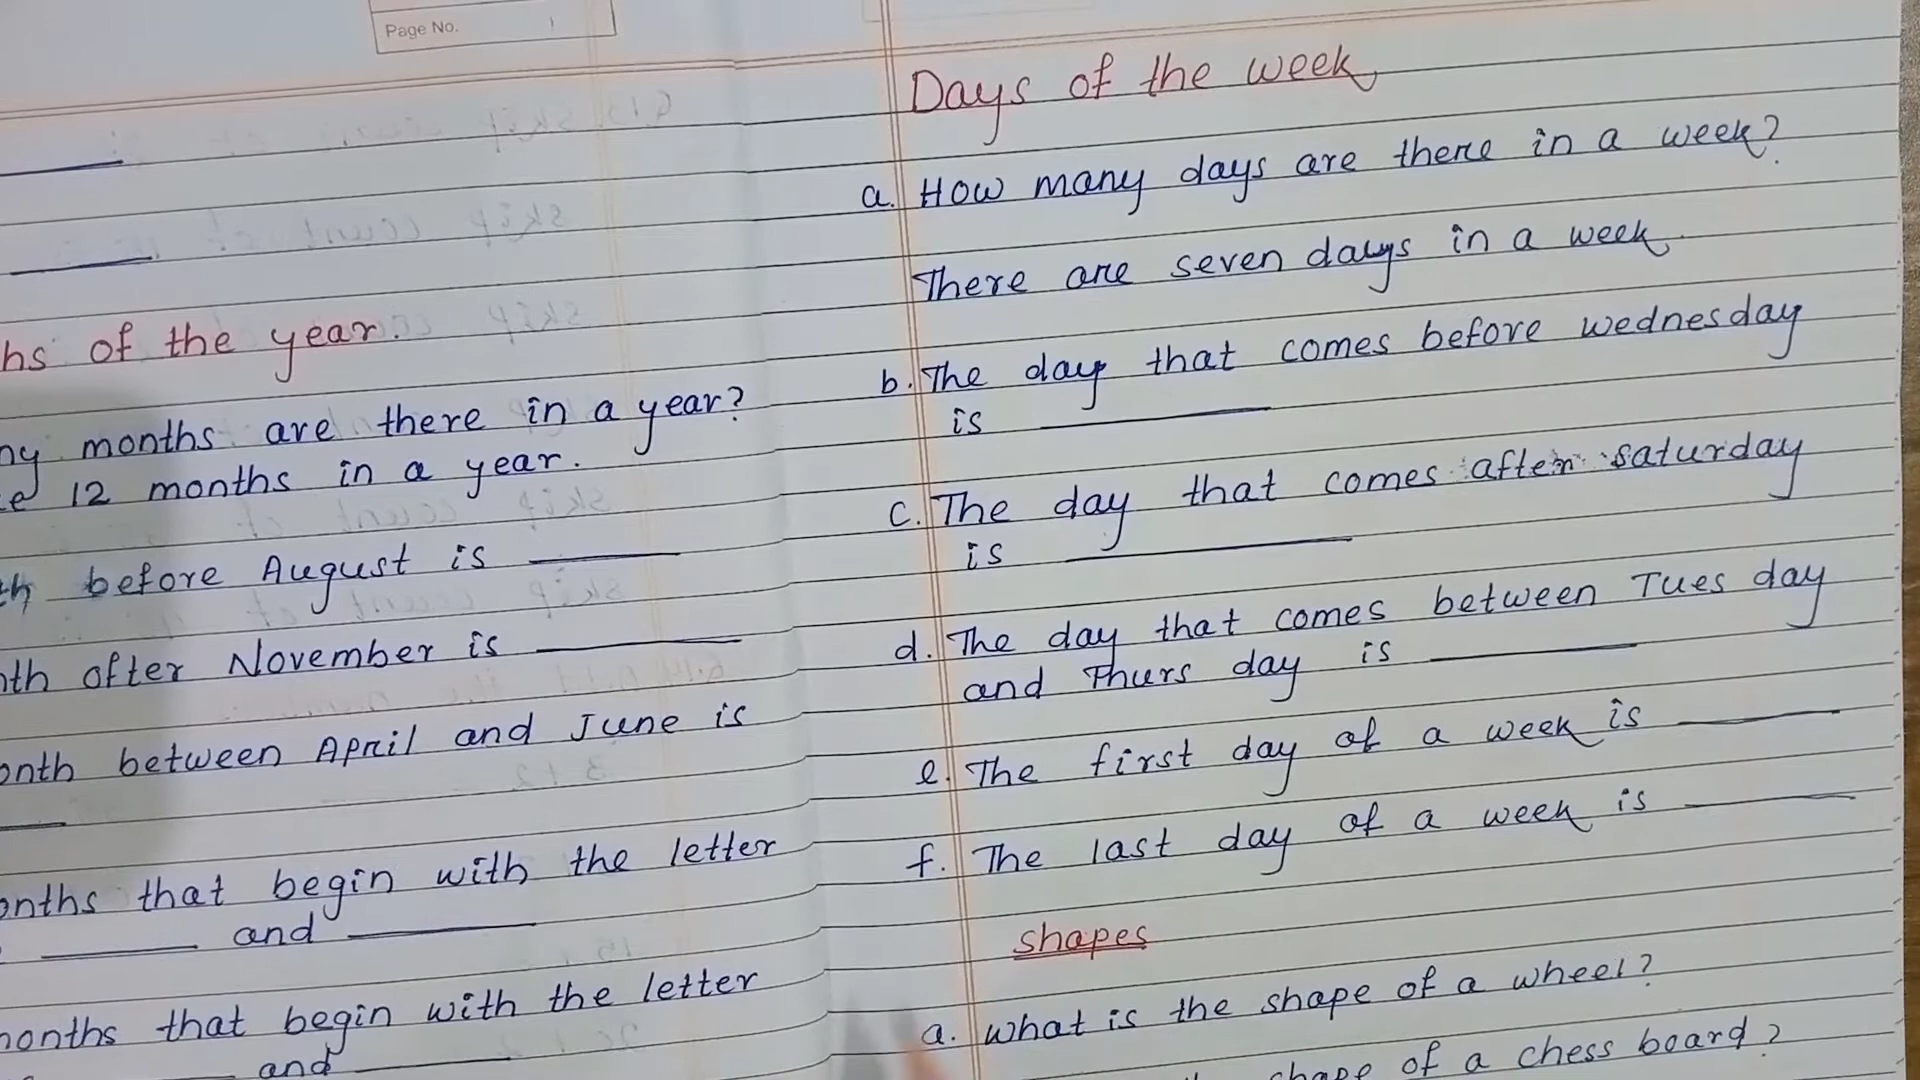 Page No. 1
hs of the year.
ny months are there in a year?
e 12 months in a year.
th before August is
nth after November is
onth between April and June is
onths that begin with the letter
and
months that begin with the letter
and
Days of the week
a. How many days are there in a week?
There are seven days in a week
b. The day that comes before wednesday
is
c. The day that comes after saturday
is
d. The day that comes between Tues day
and Thurs day is
e. The first day of a week is
f. The last day of a week is
shapes
a. what is the shape of a wheel?
shape of a chess board?